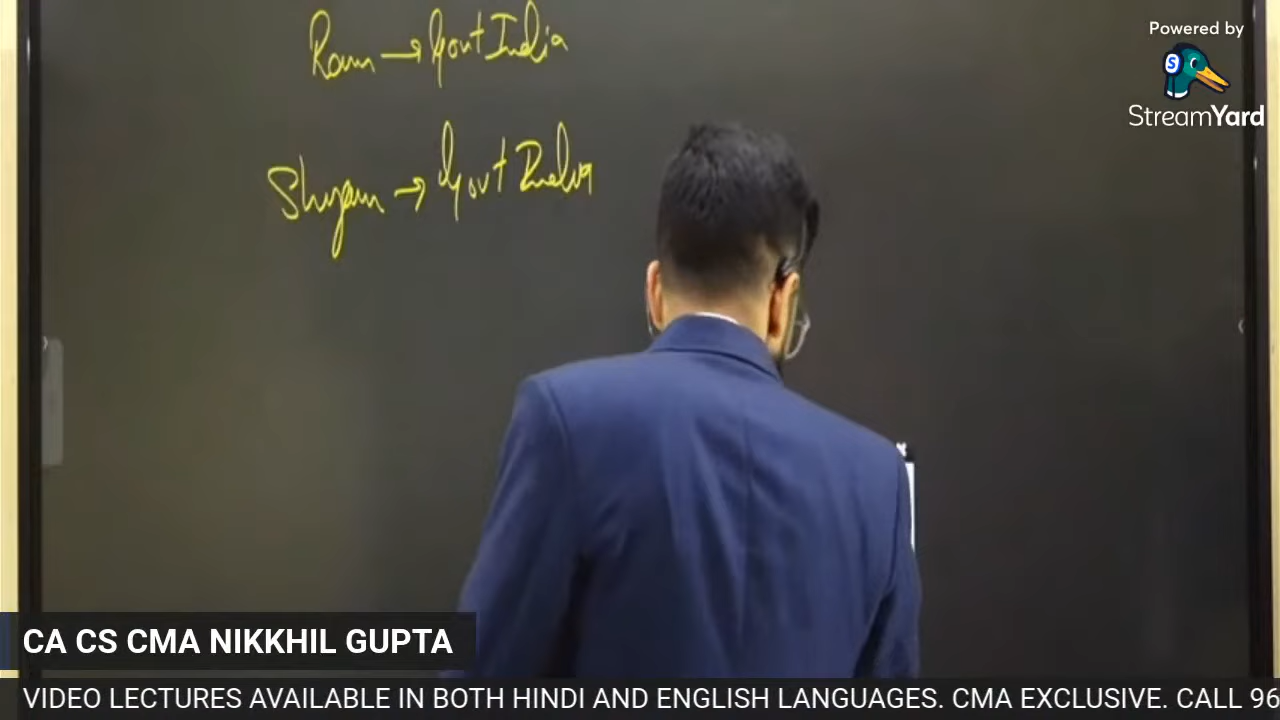 Ram → Govt India
Powered by
StreamYard
Shyam → Govt India
CA CS CMA NIKKHIL GUPTA
VIDEO LECTURES AVAILABLE IN BOTH HINDI AND ENGLISH LANGUAGES. CMA EXCLUSIVE. CALL 96